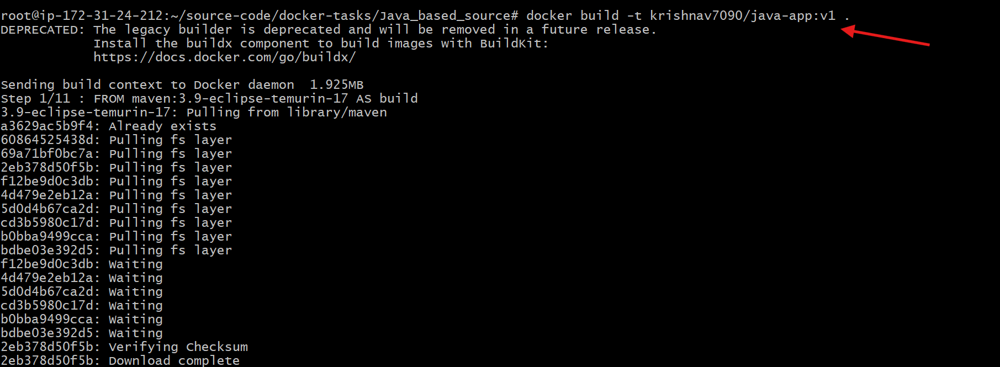 root@ip-172-31-24-212:~/source-code/docker-tasks/Java_based_source# docker build -t krishnav7090/java-app:v1 .
DEPRECATED: The legacy builder is deprecated and will be removed in a future release.
            Install the buildx component to build images with BuildKit:
            https://docs.docker.com/go/buildx/

Sending build context to Docker daemon  1.925MB
Step 1/11 : FROM maven:3.9-eclipse-temurin-17 AS build
3.9-eclipse-temurin-17: Pulling from library/maven
a3629ac5b9f4: Already exists
60864525438d: Pulling fs layer
69a71bf0bc7a: Pulling fs layer
2eb378d50f5b: Pulling fs layer
f12be9d0c3db: Pulling fs layer
4d479e2eb12a: Pulling fs layer
5d0d4b67ca2d: Pulling fs layer
cd3b5980c17d: Pulling fs layer
b0bba9499cca: Pulling fs layer
bdbe03e392d5: Pulling fs layer
f12be9d0c3db: Waiting
4d479e2eb12a: Waiting
5d0d4b67ca2d: Waiting
cd3b5980c17d: Waiting
b0bba9499cca: Waiting
bdbe03e392d5: Waiting
2eb378d50f5b: Verifying Checksum
2eb378d50f5b: Download complete